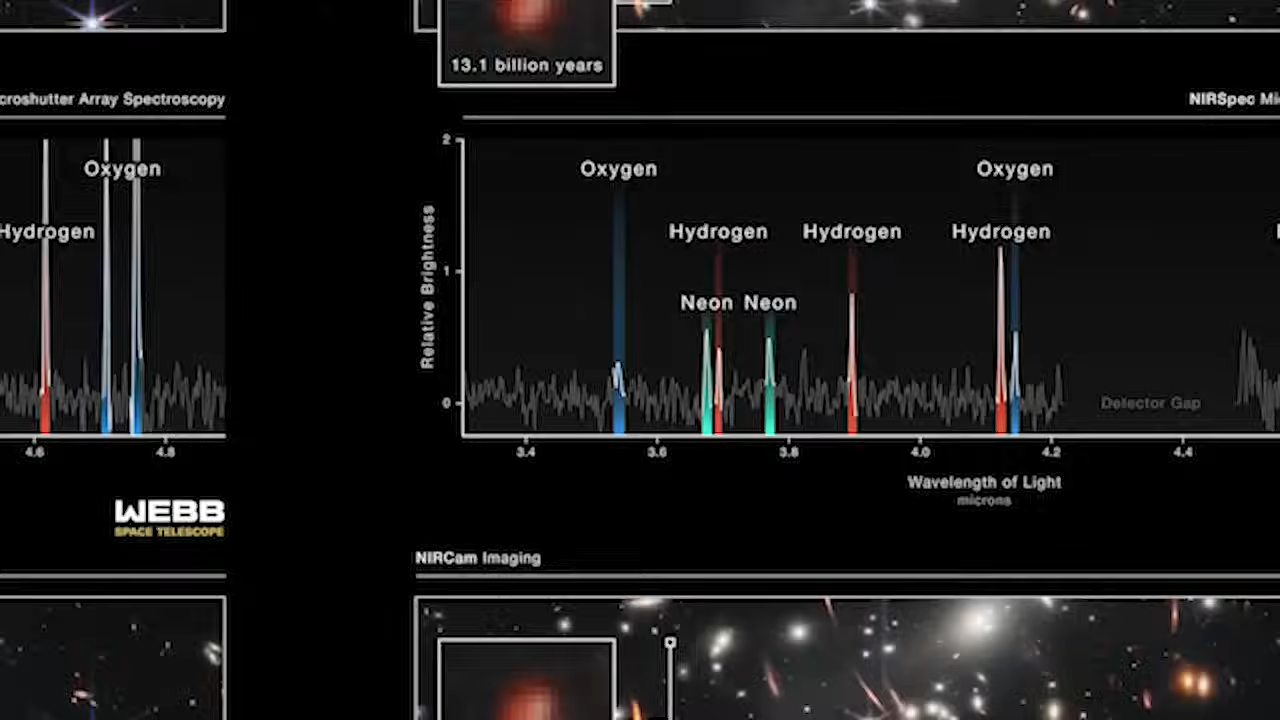 13.1 billion years
croshutter Array Spectroscopy
NIRSpec Mi
Oxygen
Hydrogen
4.6
4.8
WEBB
SPACE TELESCOPE
2
1
0
Relative Brightness
Oxygen
Oxygen
Hydrogen
Hydrogen
Hydrogen
Neon
Neon
Detector Gap
3.4
3.6
3.8
4.0
4.2
4.4
Wavelength of Light
microns
NIRCam Imaging